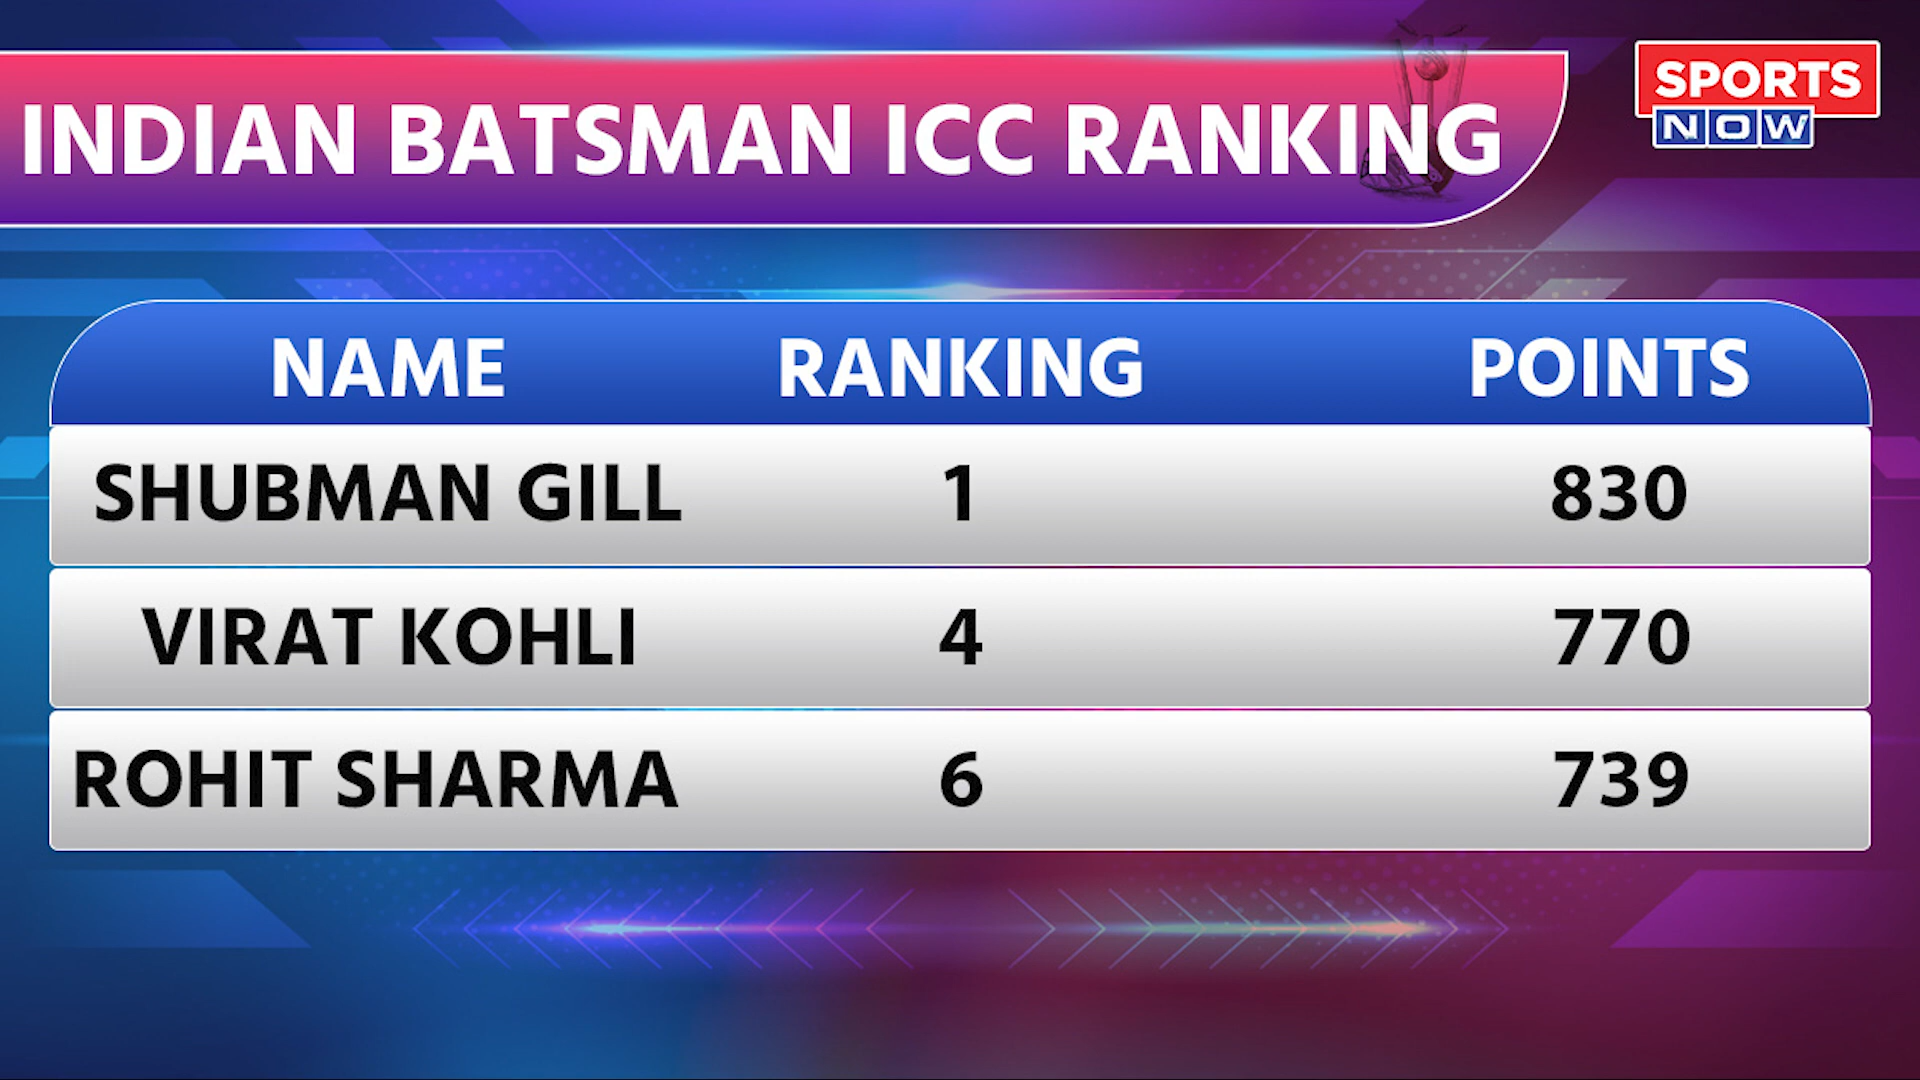 INDIAN BATSMAN ICC RANKING
SPORTS
NOW
NAME RANKING POINTS
SHUBMAN GILL 1 830
VIRAT KOHLI 4 770
ROHIT SHARMA 6 739